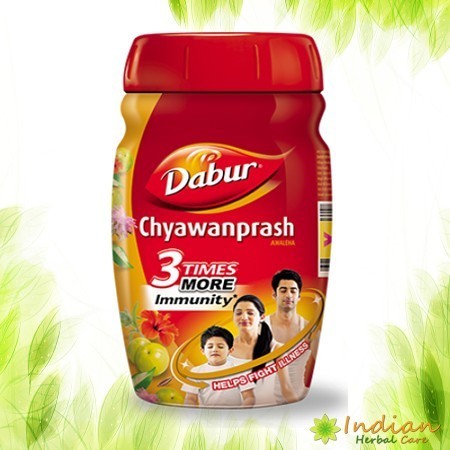 Dabur
Chyawanprash
AWALEHA
3 TIMES
MORE
Immunity*
HELPS FIGHT ILLNESS
Indian
Herbal Care